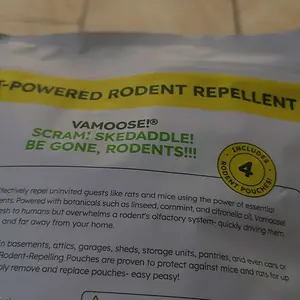 T-POWERED RODENT REPELLENT
VAMOOSE!®
SCRAM! SKEDADDLE!
BE GONE, RODENTS!!!
INCLUDES
4
RODENT POUCHES
ffectively repel uninvited guests like rats and mice using the power of essential
Powered with botanicals such as linseed, cornmint, and citronella oil, Vamoose!
esh to humans but overwhelms a rodent's olfactory system- quickly driving them
and far away from your home.
in basements, attics, garages, sheds, storage units, pantries, and even cars or
Rodent-Repelling Pouches are proven to protect against mice and rats for up
ply remove and replace pouches- easy peasy!